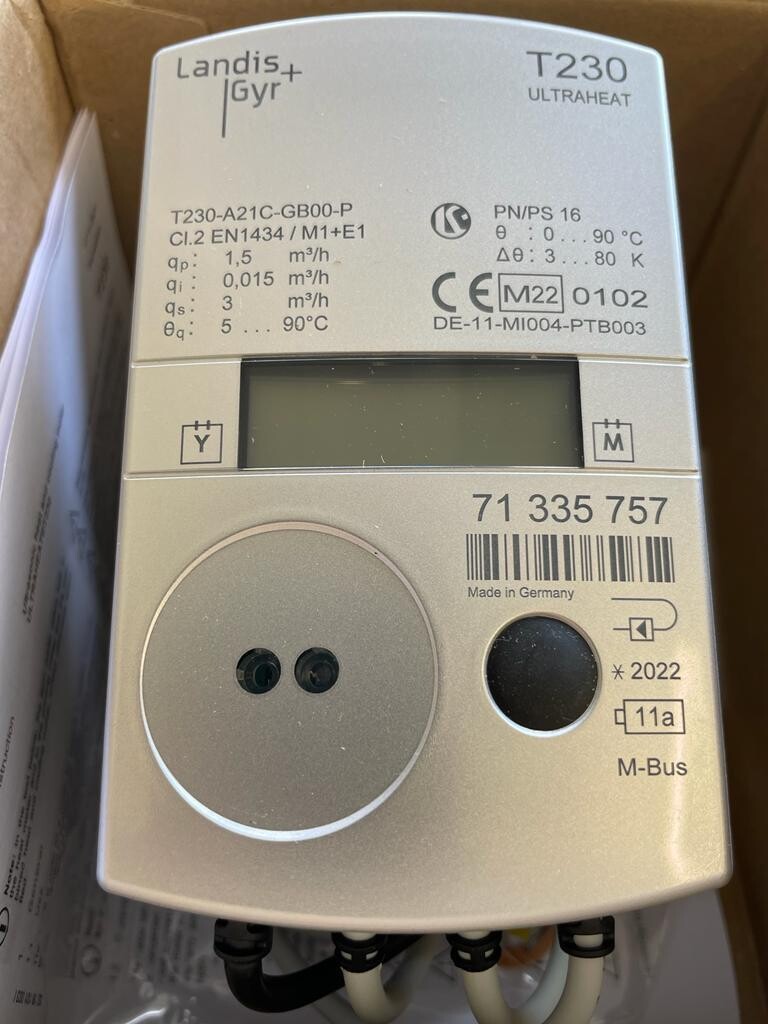 Landis+
Gyr
T230
ULTRAHEAT
T230-A21C-GB00-P
Cl.2 EN1434 / M1+E1
qp: 1,5 m³/h
qi: 0,015 m³/h
qs: 3 m³/h
θq: 5 ... 90°C
PN/PS 16
θ : 0...90 °C
Δθ: 3...80 K
CE M22 0102
DE-11-MI004-PTB003
Y
M
71 335 757
Made in Germany
2022
11a
M-Bus